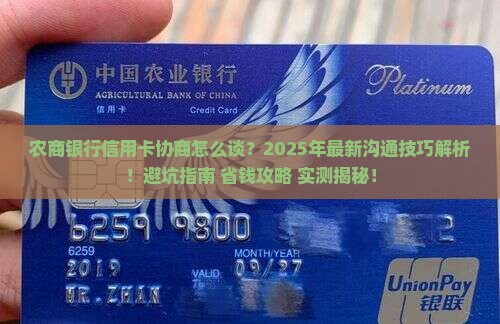 中国农业银行
AGRICULTURAL BANK OF CHINA
Platinum
信用卡 Credit Card
农商银行信用卡协商怎么谈？2025年最新沟通技巧解析
！避坑指南 省钱攻略 实测揭秘！
6259 9800
6259
MONTH/YEAR
2019 VALID 09/27
MR.ZHAN
UnionPay
银联